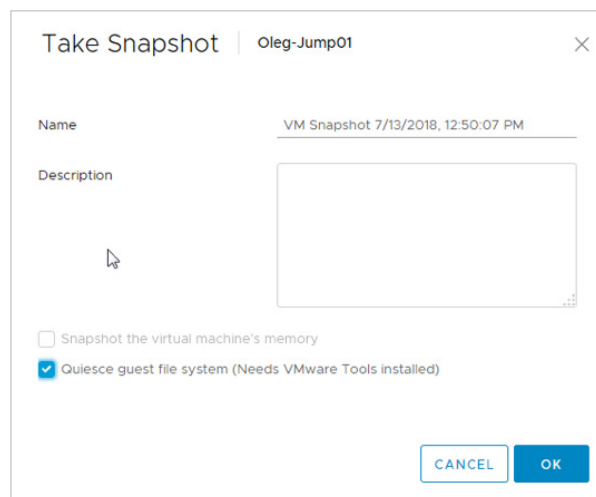 Take Snapshot Oleg-Jump01
Name VM Snapshot 7/13/2018, 12:50:07 PM
Description
Snapshot the virtual machine's memory
Quiesce guest file system (Needs VMware Tools installed)
CANCEL OK